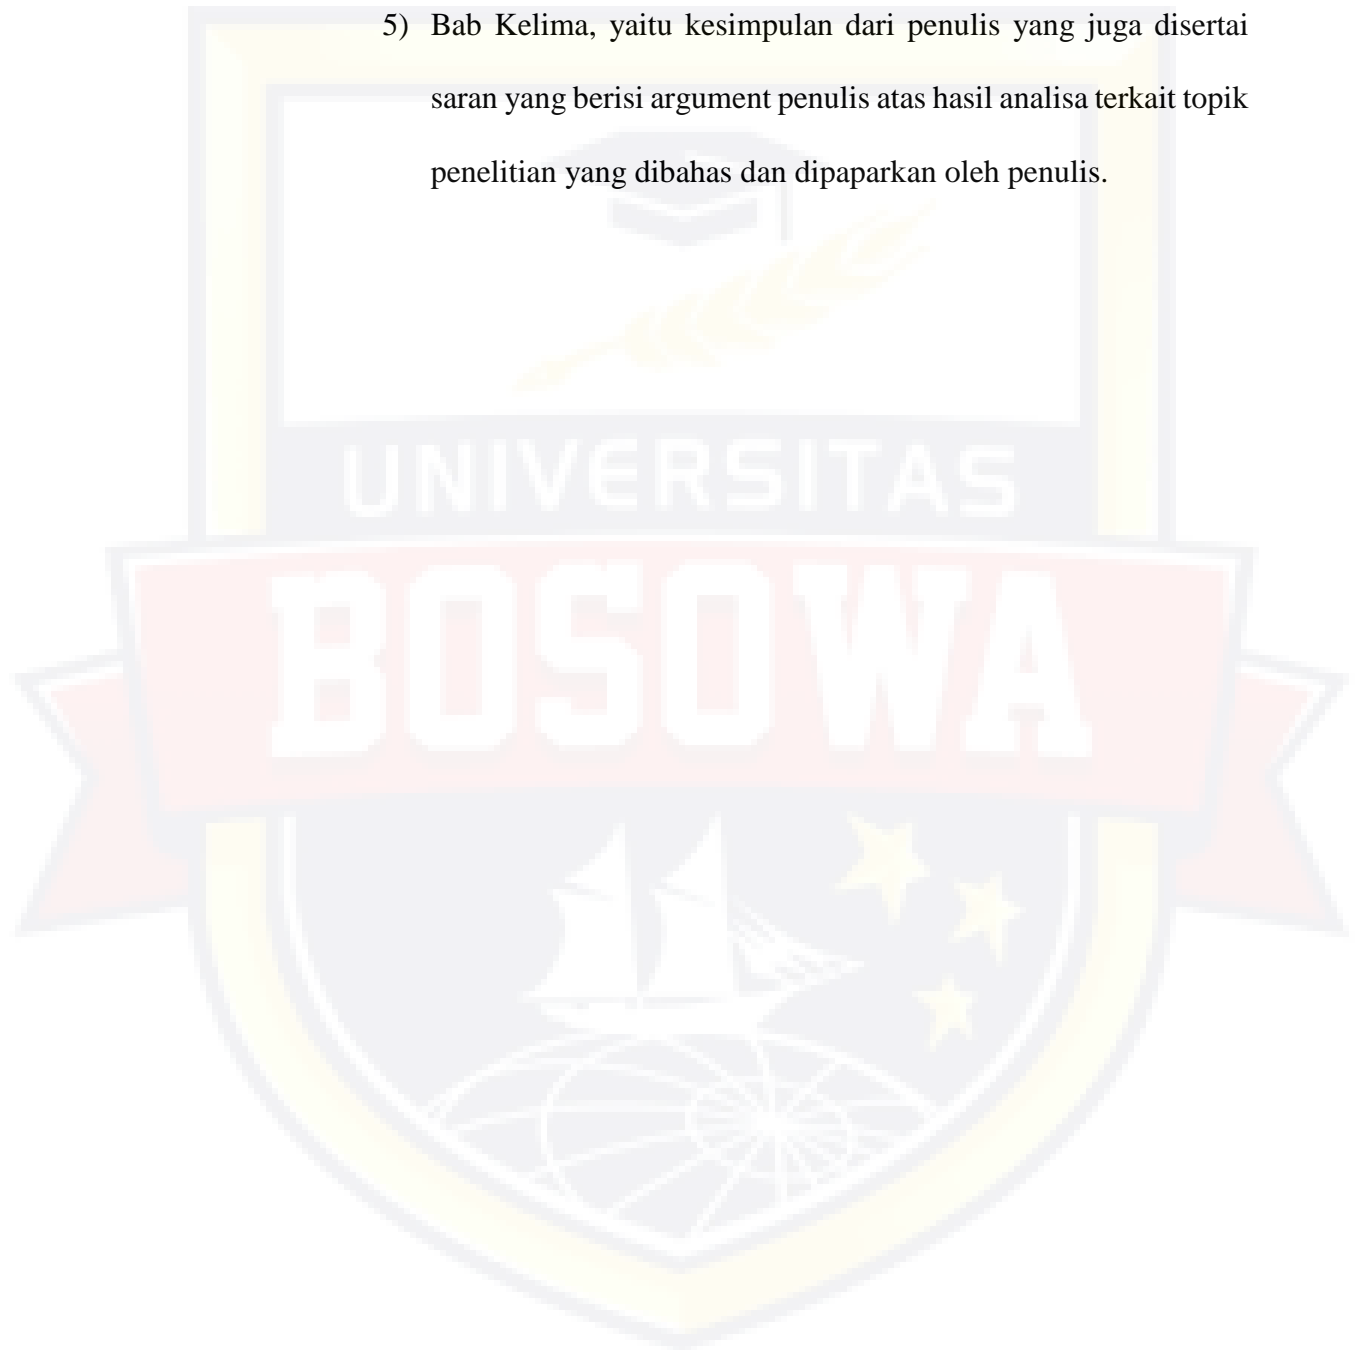 5) Bab Kelima, yaitu kesimpulan dari penulis yang juga disertai
saran yang berisi argument penulis atas hasil analisa terkait topik
penelitian yang dibahas dan dipaparkan oleh penulis.
UNIVERSITAS
BOSOWA